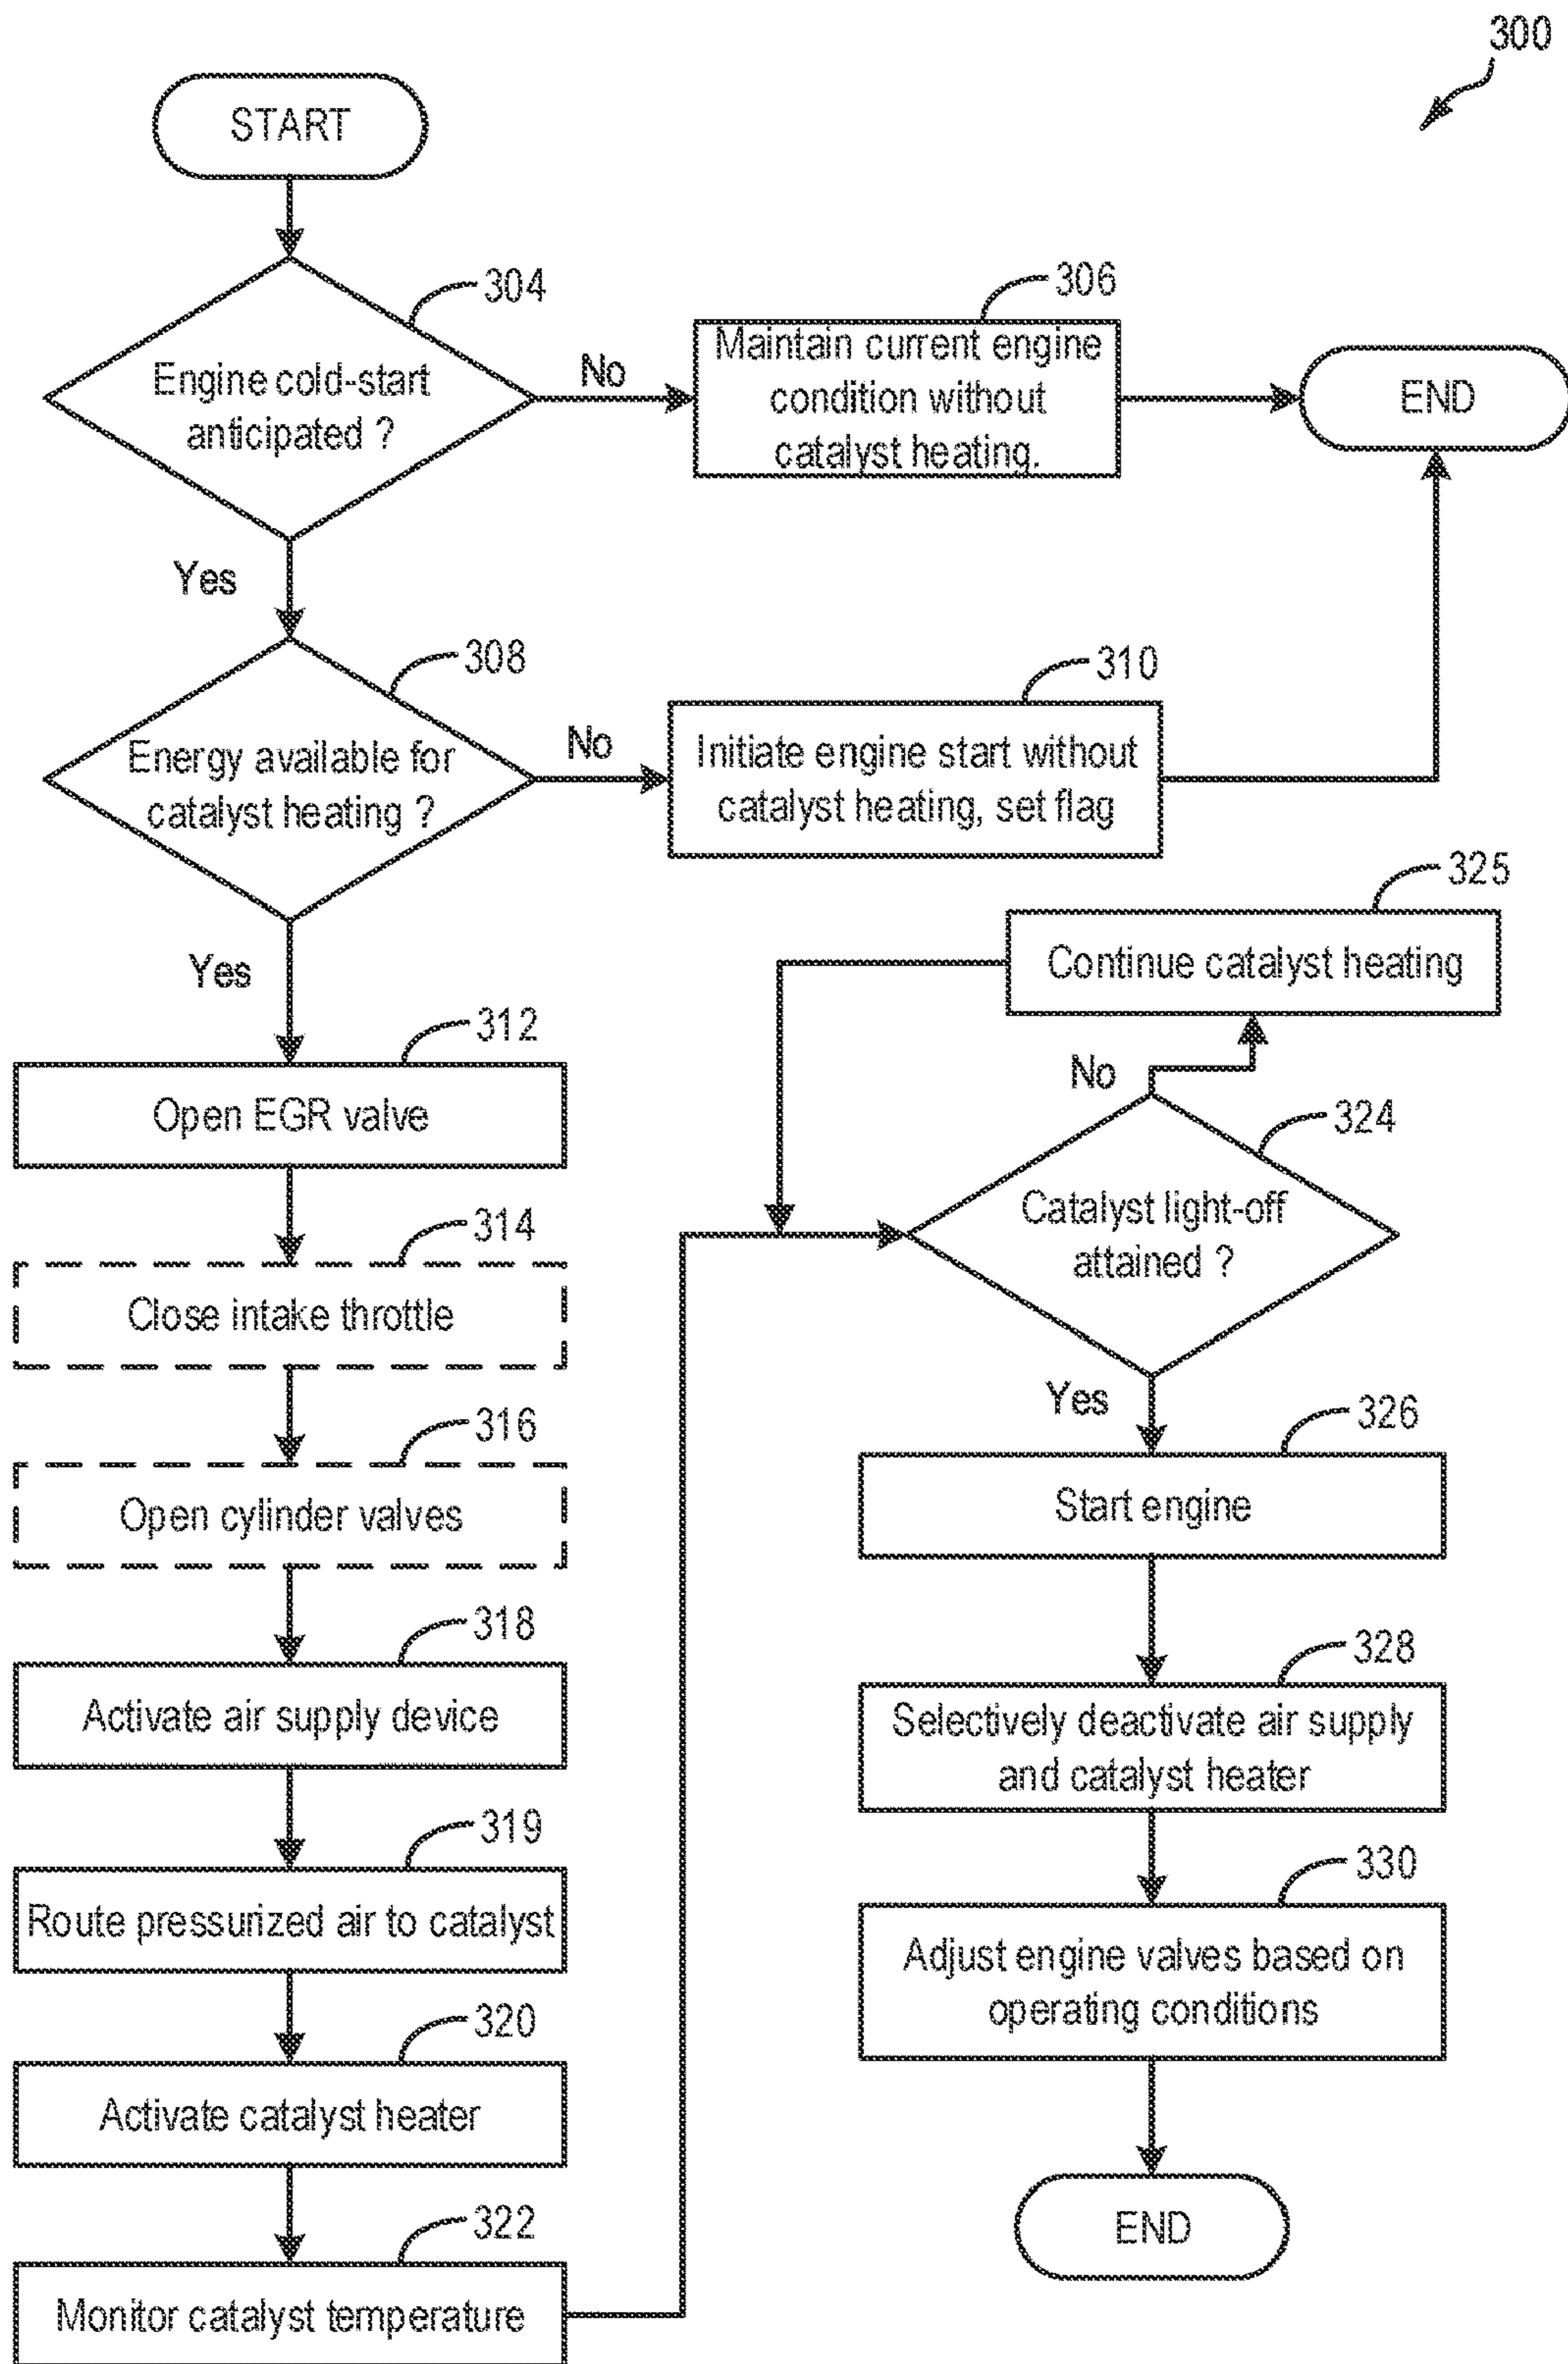 300
START
304
Engine cold-start
anticipated ?
No
306
Maintain current engine
condition without
catalyst heating.
END
Yes
308
Energy available for
catalyst heating ?
No
310
Initiate engine start without
catalyst heating, set flag
Yes
312
Open EGR valve
314
Close intake throttle
316
Open cylinder valves
318
Activate air supply device
319
Route pressurized air to catalyst
320
Activate catalyst heater
322
Monitor catalyst temperature
325
Continue catalyst heating
No
324
Catalyst light-off
attained ?
Yes
326
Start engine
328
Selectively deactivate air supply
and catalyst heater
330
Adjust engine valves based on
operating conditions
END